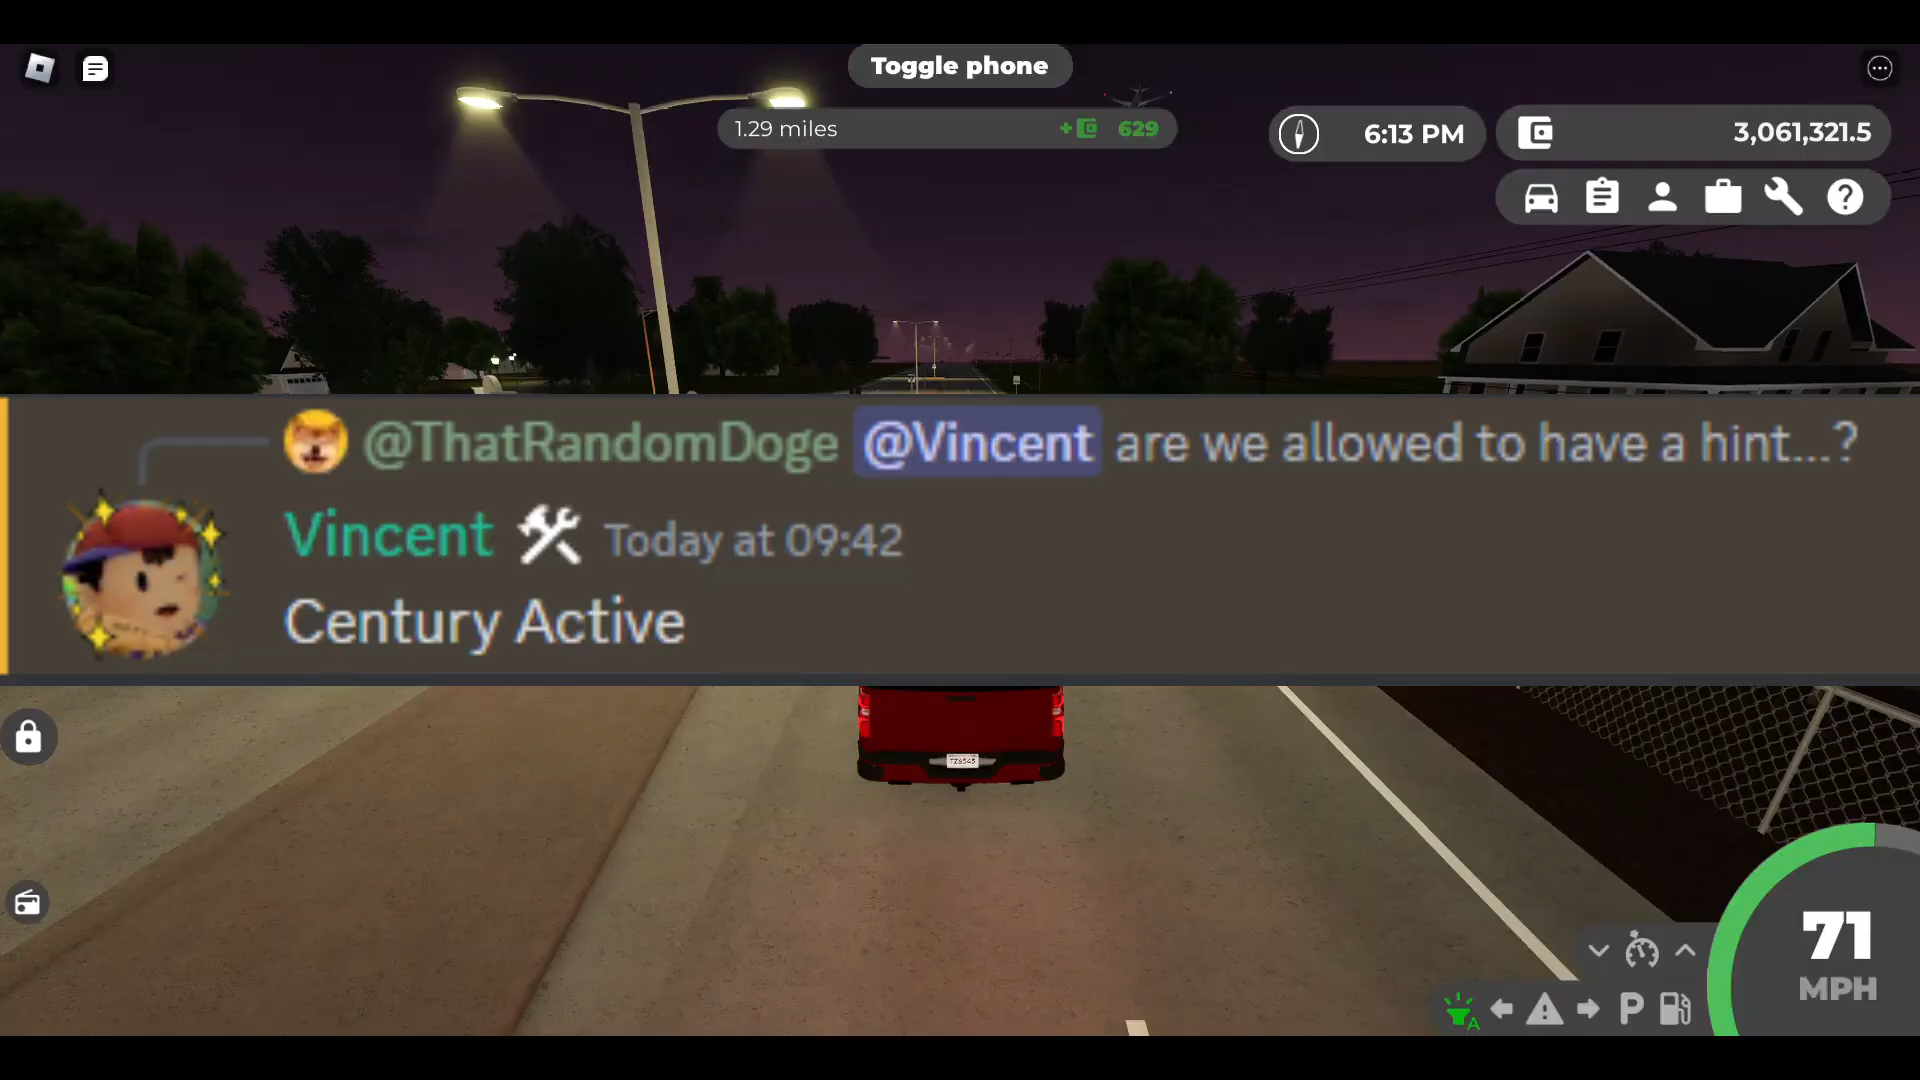 Toggle phone
1.29 miles + 629
6:13 PM
3,061,321.5
@ThatRandomDoge @Vincent are we allowed to have a hint...?
Vincent Today at 09:42
Century Active
71
MPH
P
A